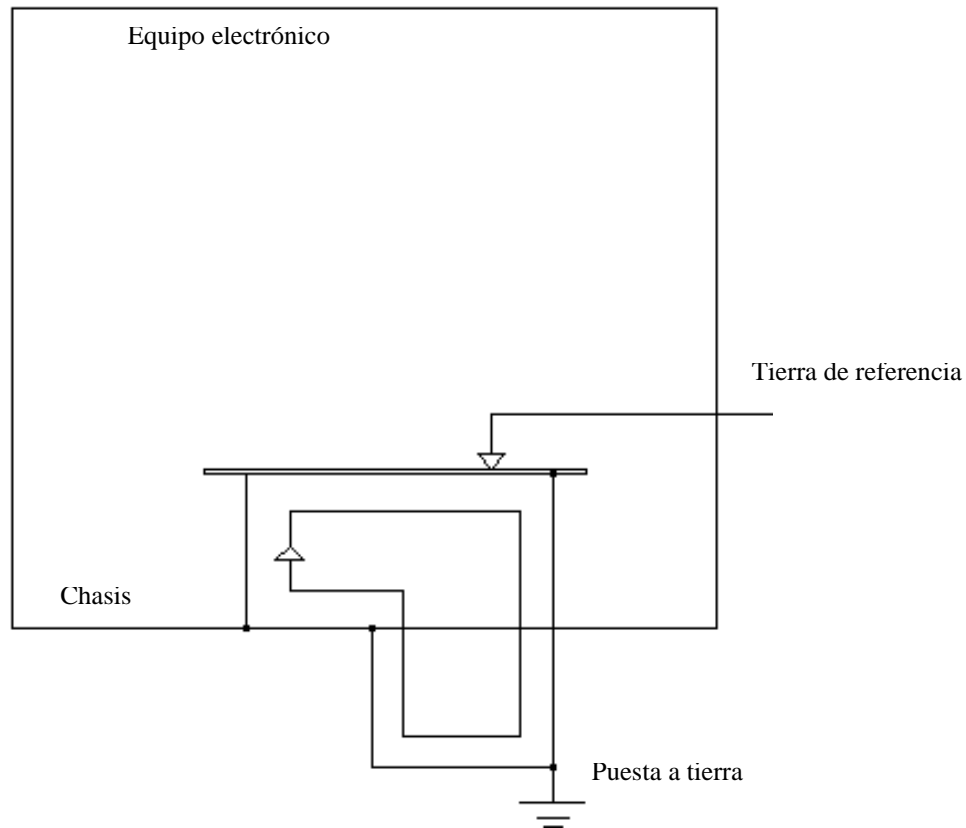 Equipo electrónico
Tierra de referencia
Chasis
Puesta a tierra